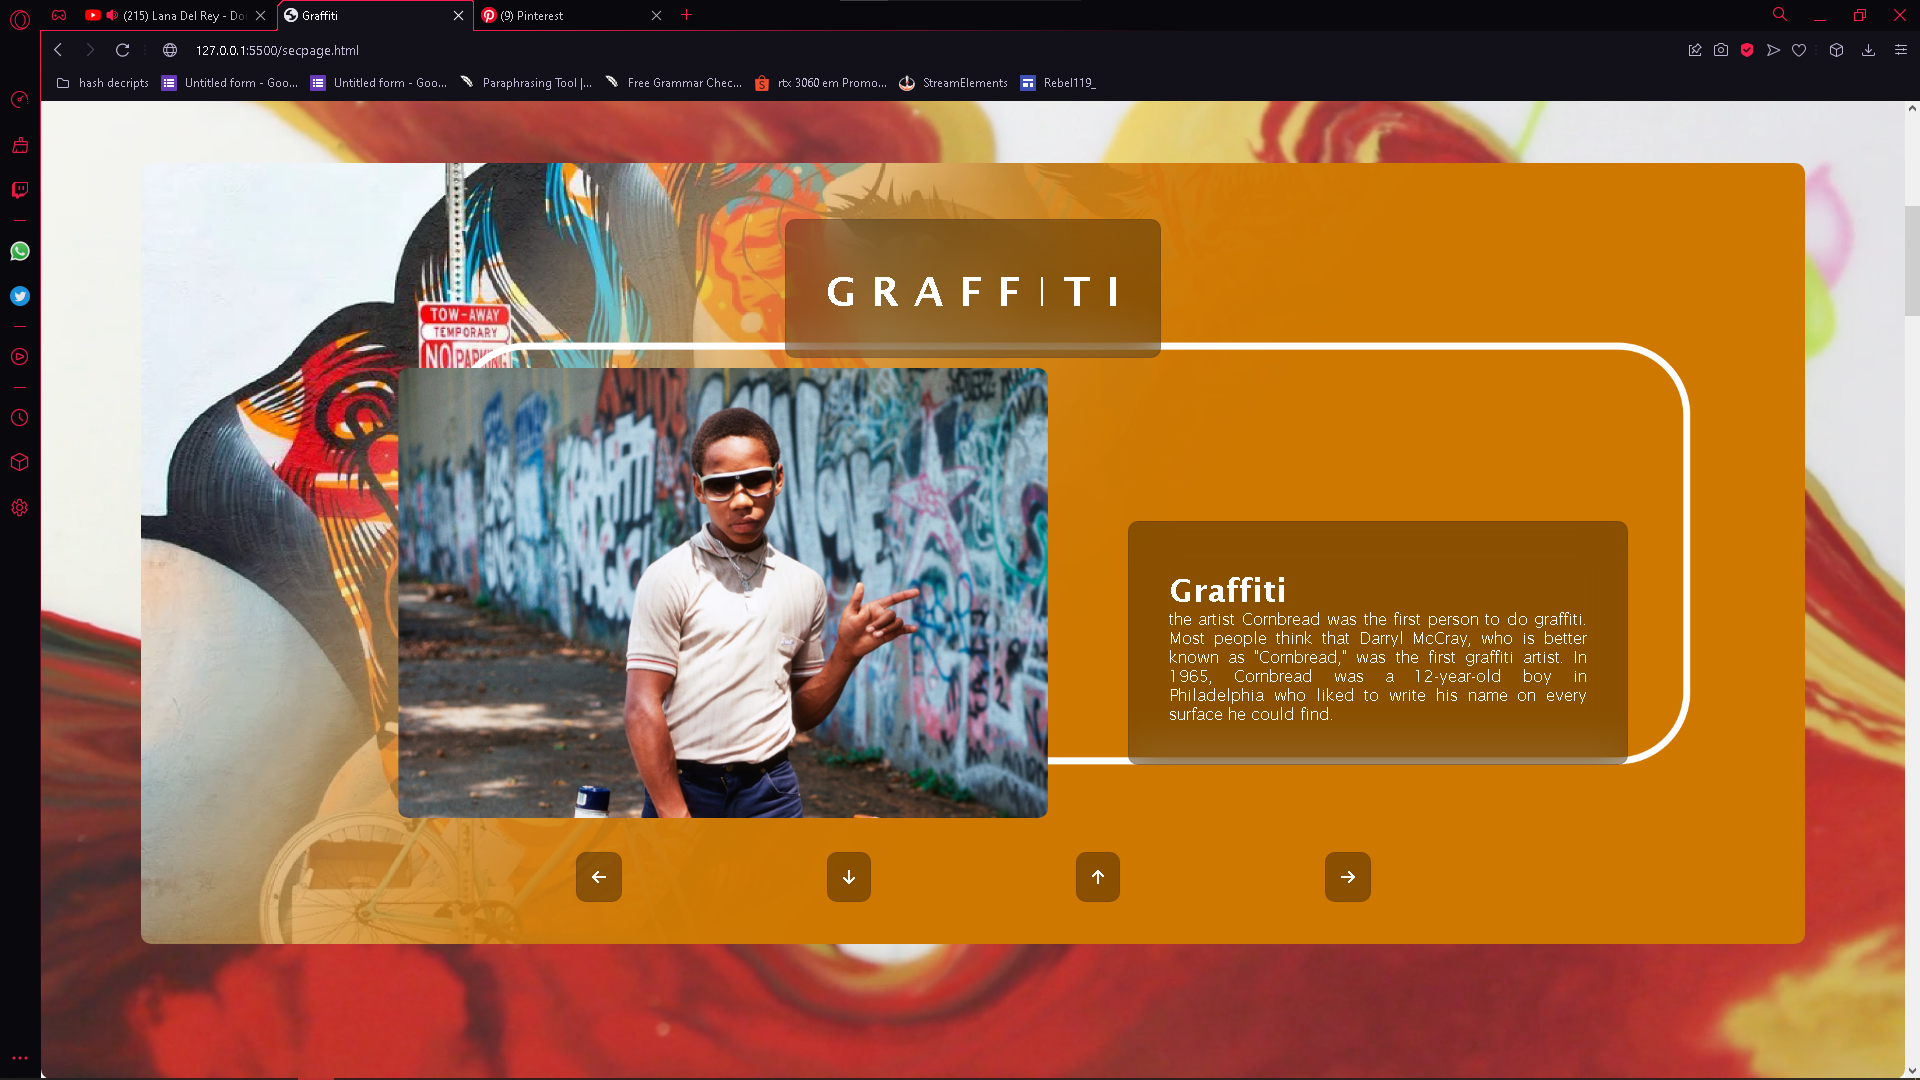 (215) Lana Del Rey - Doi
Graffiti
(9) Pinterest
127.0.0.1:5500/secpage.html
hash decripts
Untitled form - Goo...
Untitled form - Goo...
Paraphrasing Tool |...
Free Grammar Chec...
rtx 3060 em Promo...
StreamElements
Rebel119_
GRAFFITI
TOW-AWAY
TEMPORARY
NO PARKING
Graffiti
the artist Cornbread was the first person to do graffiti.
Most people think that Darryl McCray, who is better
known as "Cornbread," was the first graffiti artist. In
1965, Cornbread was a 12-year-old boy in
Philadelphia who liked to write his name on every
surface he could find.